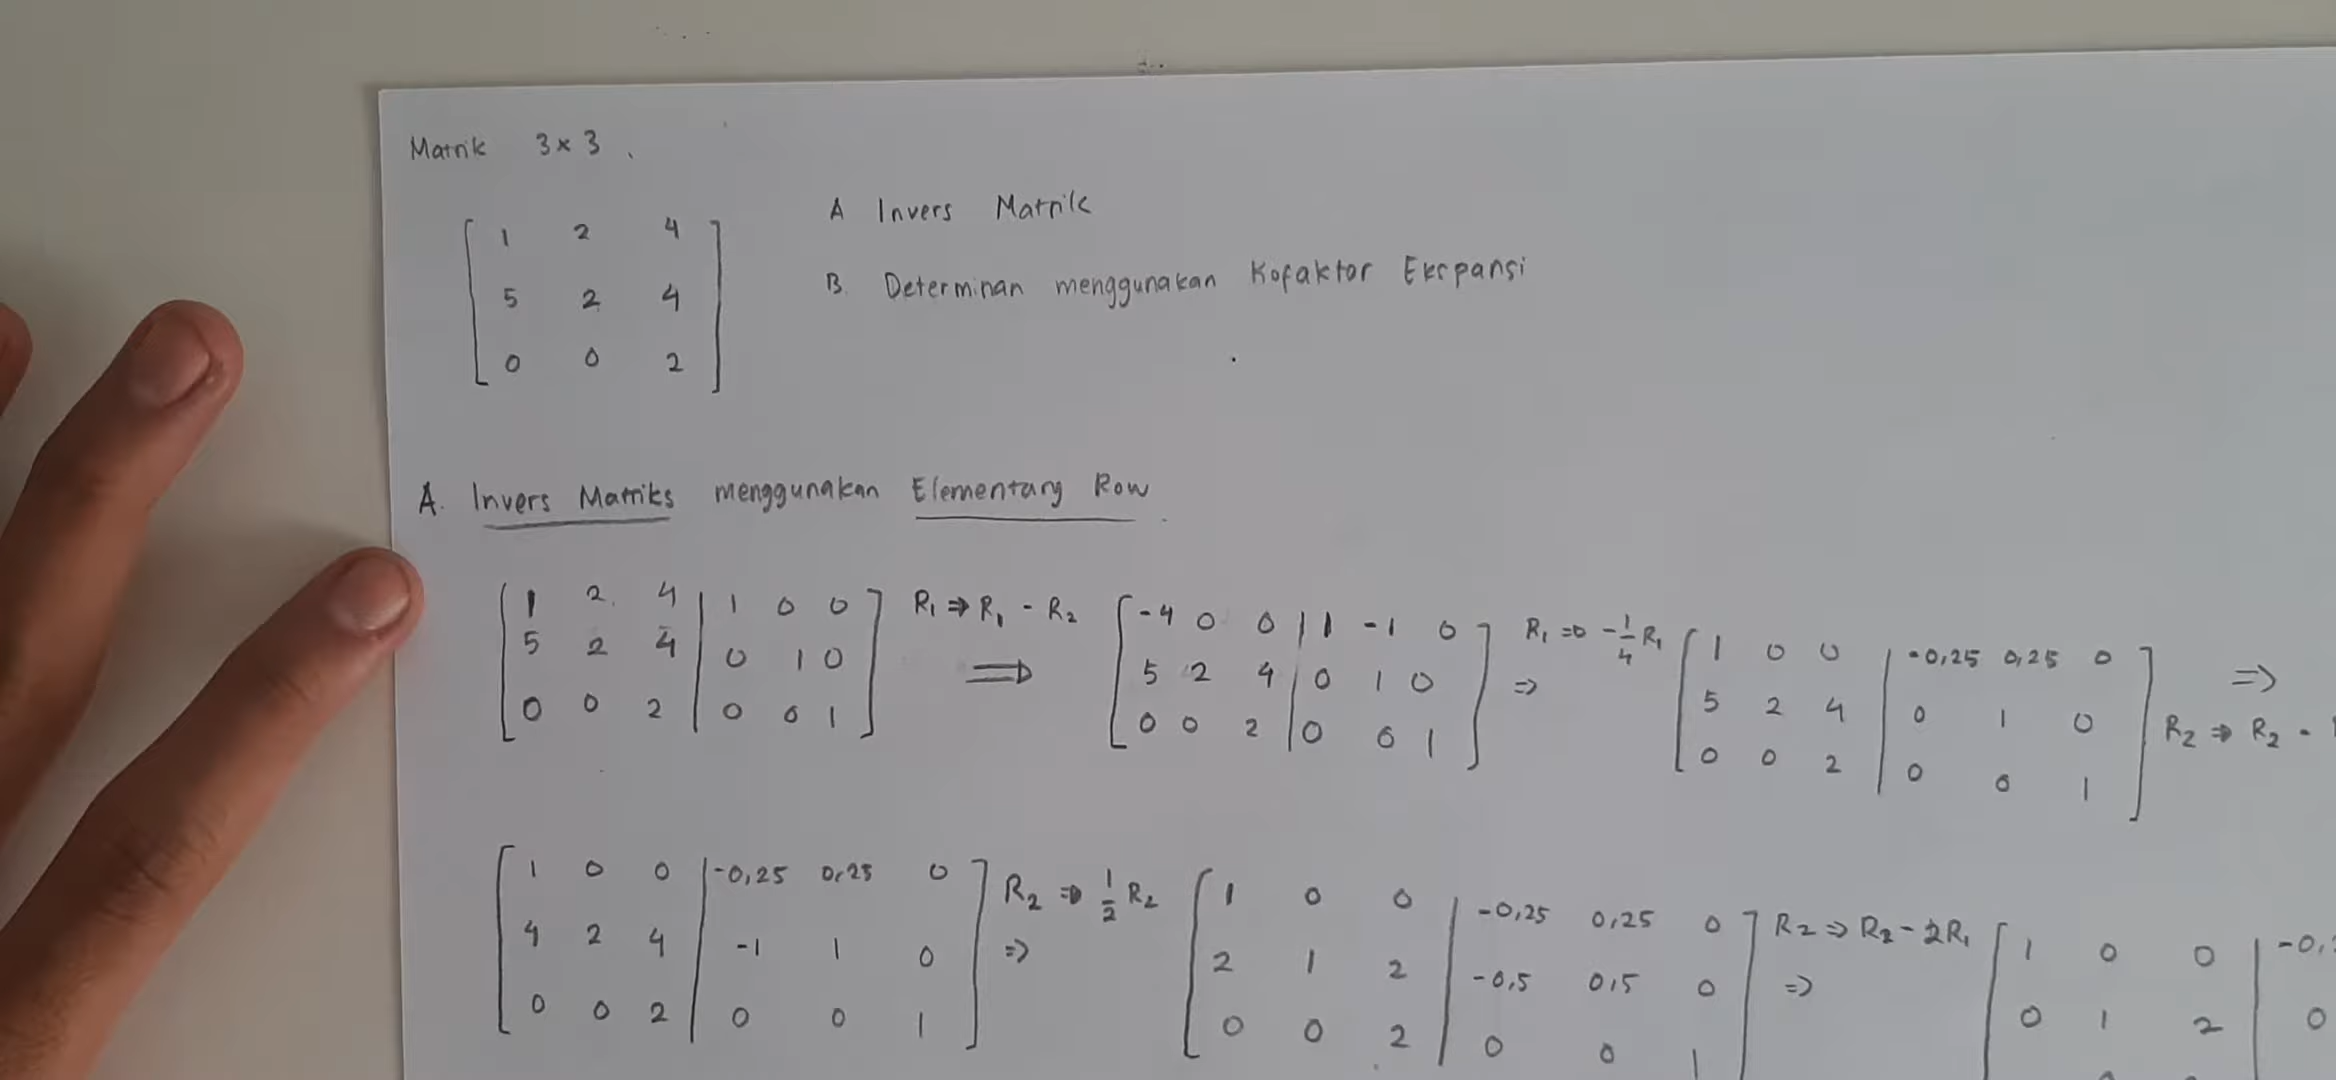 Matrik 3 x 3 .
1 2 4
5 2 4
0 0 2
A Invers Matrik
B. Determinan menggunakan Kofaktor Ekspansi
A. Invers Matriks menggunakan Elementary Row .
1 2 4 | 1 0 0
5 2 4 | 0 1 0
0 0 2 | 0 0 1
R₁ ⇒ R₁ - R₂
⇒
-4 0 0 | 1 -1 0
5 2 4 | 0 1 0
0 0 2 | 0 0 1
R₁ ⇒ -1/4 R₁
⇒
1 0 0 | -0,25 0,25 0
5 2 4 | 0 1 0
0 0 2 | 0 0 1
⇒
R₂ ⇒ R₂ -
1 0 0 | -0,25 0,25 0
4 2 4 | -1 1 0
0 0 2 | 0 0 1
R₂ ⇒ 1/2 R₂
⇒
1 0 0 | -0,25 0,25 0
2 1 2 | -0,5 0,5 0
0 0 2 | 0 0 1
R₂ ⇒ R₂ - 2R₁
⇒
1 0 0 | -0,
0 1 2 | 0